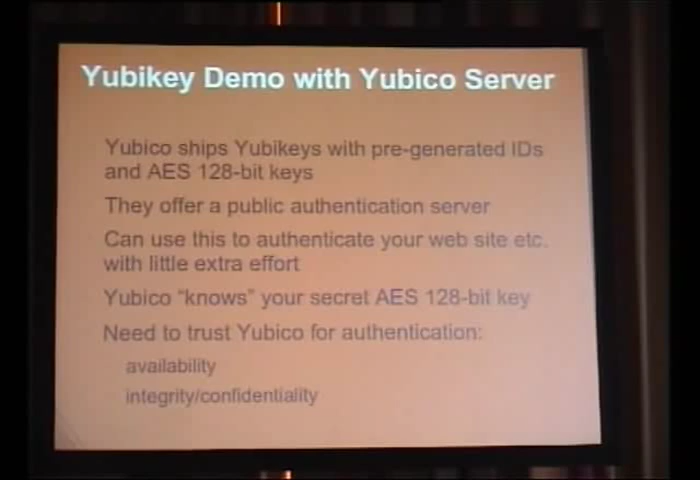 Yubikey Demo with Yubico Server
Yubico ships Yubikeys with pre-generated IDs
and AES 128-bit keys
They offer a public authentication server
Can use this to authenticate your web site etc.
with little extra effort
Yubico “knows” your secret AES 128-bit key
Need to trust Yubico for authentication:
availability
integrity/confidentiality